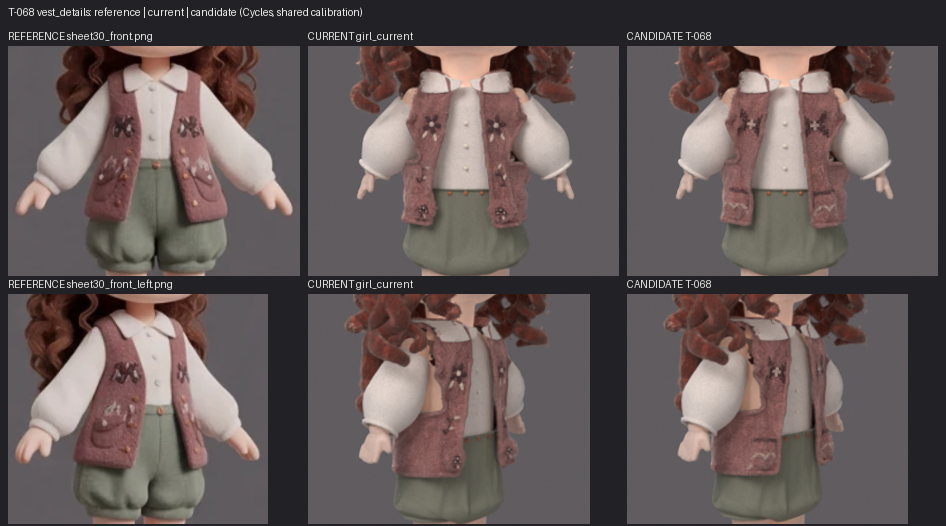 T-068 vest_details: reference | current | candidate (Cycles, shared calibration)
REFERENCE sheet30_front.png
CURRENT girl_current
CANDIDATE T-068
REFERENCE sheet30_front_left.png
CURRENT girl_current
CANDIDATE T-068